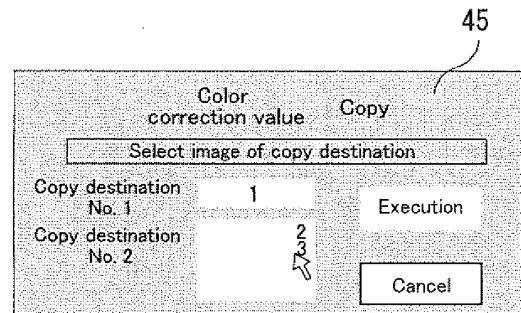 45
Color
correction value
Copy
Select image of copy destination
Copy destination
No. 1
1
Execution
Copy destination
No. 2
2
3
Cancel